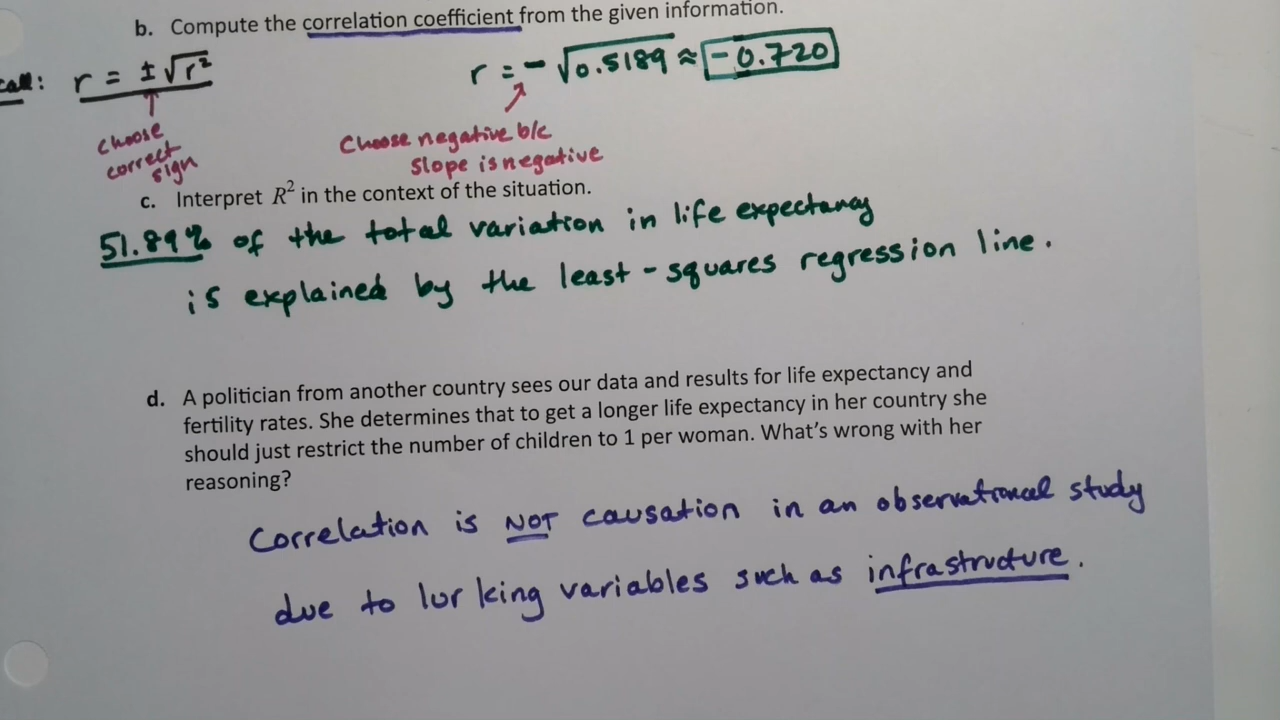 b. Compute the correlation coefficient from the given information.
call: r = ±√r²
r = -√0.5189 ≈ -0.720
choose
correct
sign
Choose negative b/c
slope is negative
c. Interpret R² in the context of the situation.
51.89% of the total variation in life expectancy
is explained by the least-squares regression line.
d. A politician from another country sees our data and results for life expectancy and
fertility rates. She determines that to get a longer life expectancy in her country she
should just restrict the number of children to 1 per woman. What's wrong with her
reasoning?
Correlation is NOT causation in an observational study
due to lurking variables such as infrastructure.